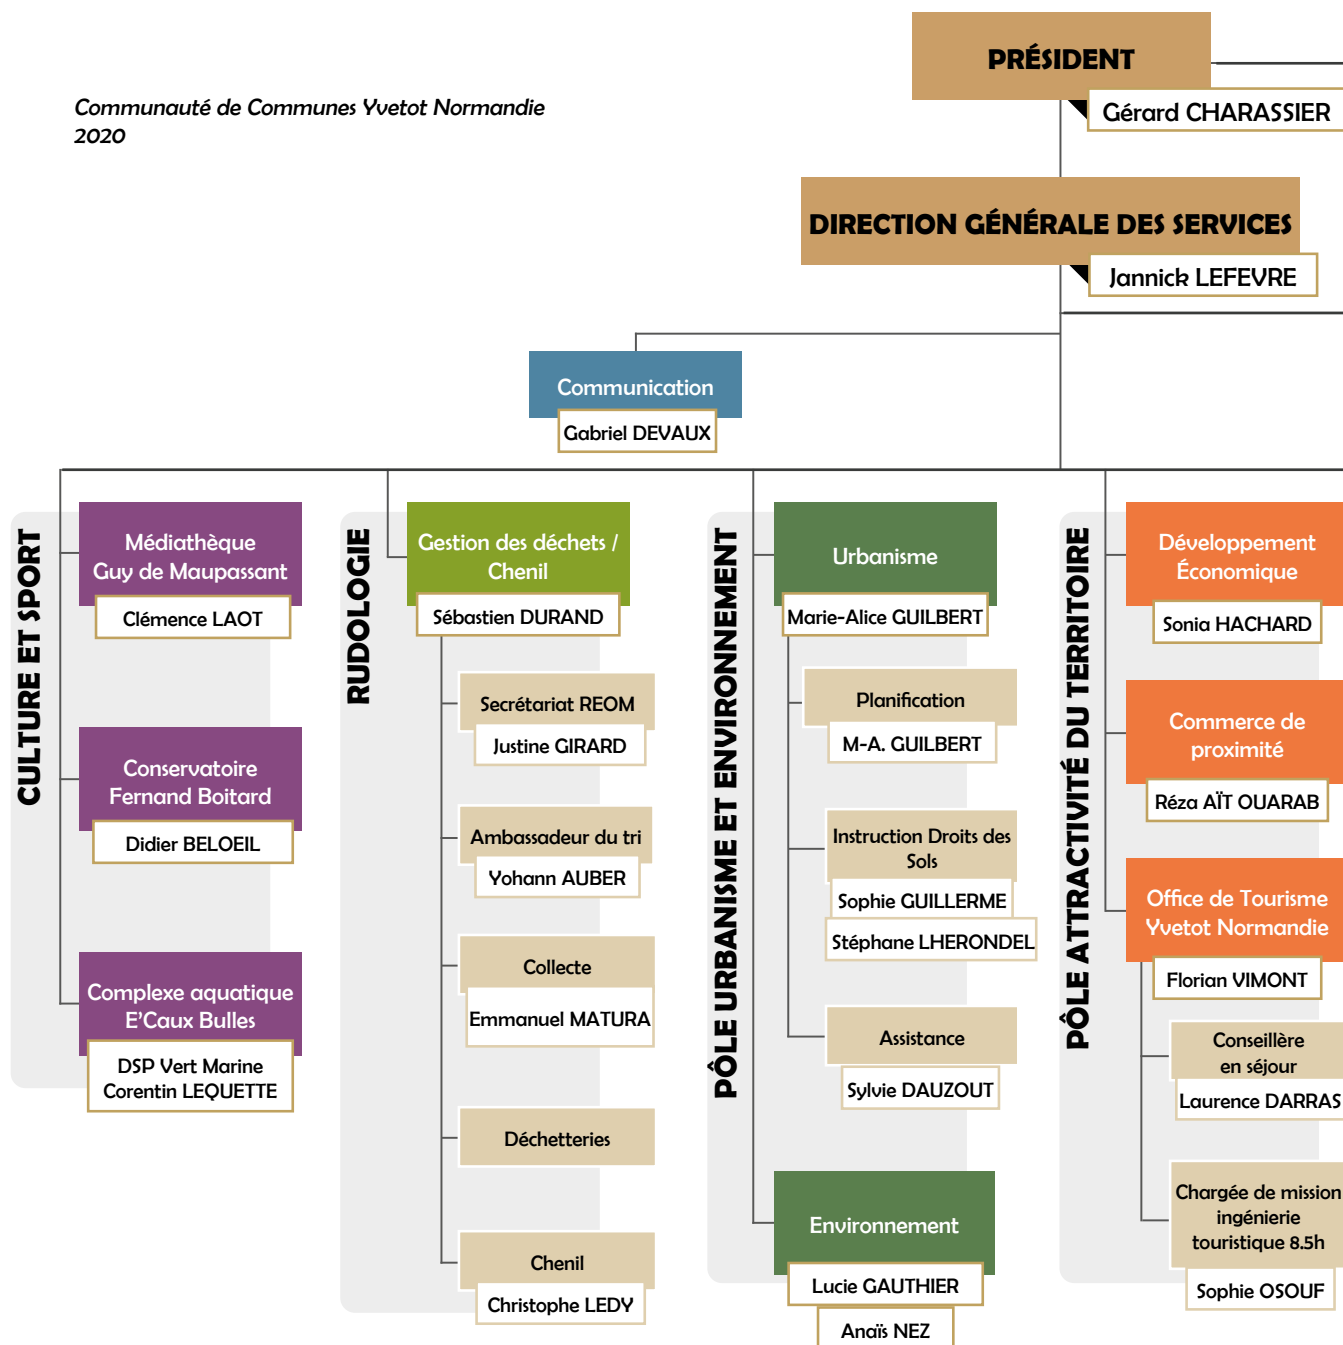 Communauté de Communes Yvetot Normandie
2020
PRÉSIDENT
Gérard CHARASSIER
DIRECTION GÉNÉRALE DES SERVICES
Jannick LEFEVRE
Communication
Gabriel DEVAUX
CULTURE ET SPORT
Médiathèque
Guy de Maupassant
Clémence LAOT
Conservatoire
Fernand Boitard
Didier BELOEIL
Complexe aquatique
E'Caux Bulles
DSP Vert Marine
Corentin LEQUETTE
RUDOLOGIE
Gestion des déchets /
Chenil
Sébastien DURAND
Secrétariat REOM
Justine GIRARD
Ambassadeur du tri
Yohann AUBER
Collecte
Emmanuel MATURA
Déchetteries
Chenil
Christophe LEDY
PÔLE URBANISME ET ENVIRONNEMENT
Urbanisme
Marie-Alice GUILBERT
Planification
M-A. GUILBERT
Instruction Droits des
Sols
Sophie GUILLERME
Stéphane LHERONDEL
Assistance
Sylvie DAUZOUT
Environnement
Lucie GAUTHIER
Anaïs NEZ
PÔLE ATTRACTIVITÉ DU TERRITOIRE
Développement
Économique
Sonia HACHARD
Commerce de
proximité
Réza AÏT OUARAB
Office de Tourisme
Yvetot Normandie
Florian VIMONT
Conseillère
en séjour
Laurence DARRAS
Chargée de mission
ingénierie
touristique 8.5h
Sophie OSOUF